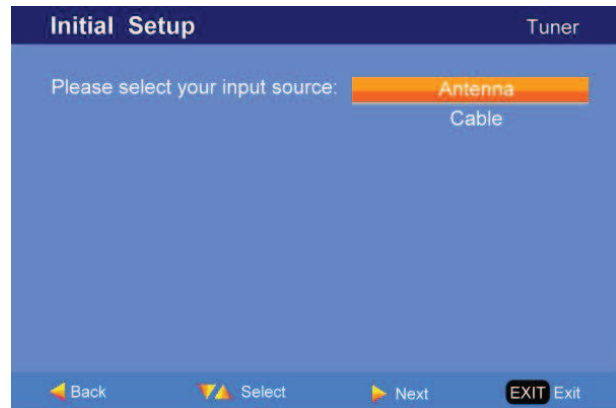 Initial Setup Tuner
Please select your input source: Antenna
Cable
Back Select Next EXIT Exit